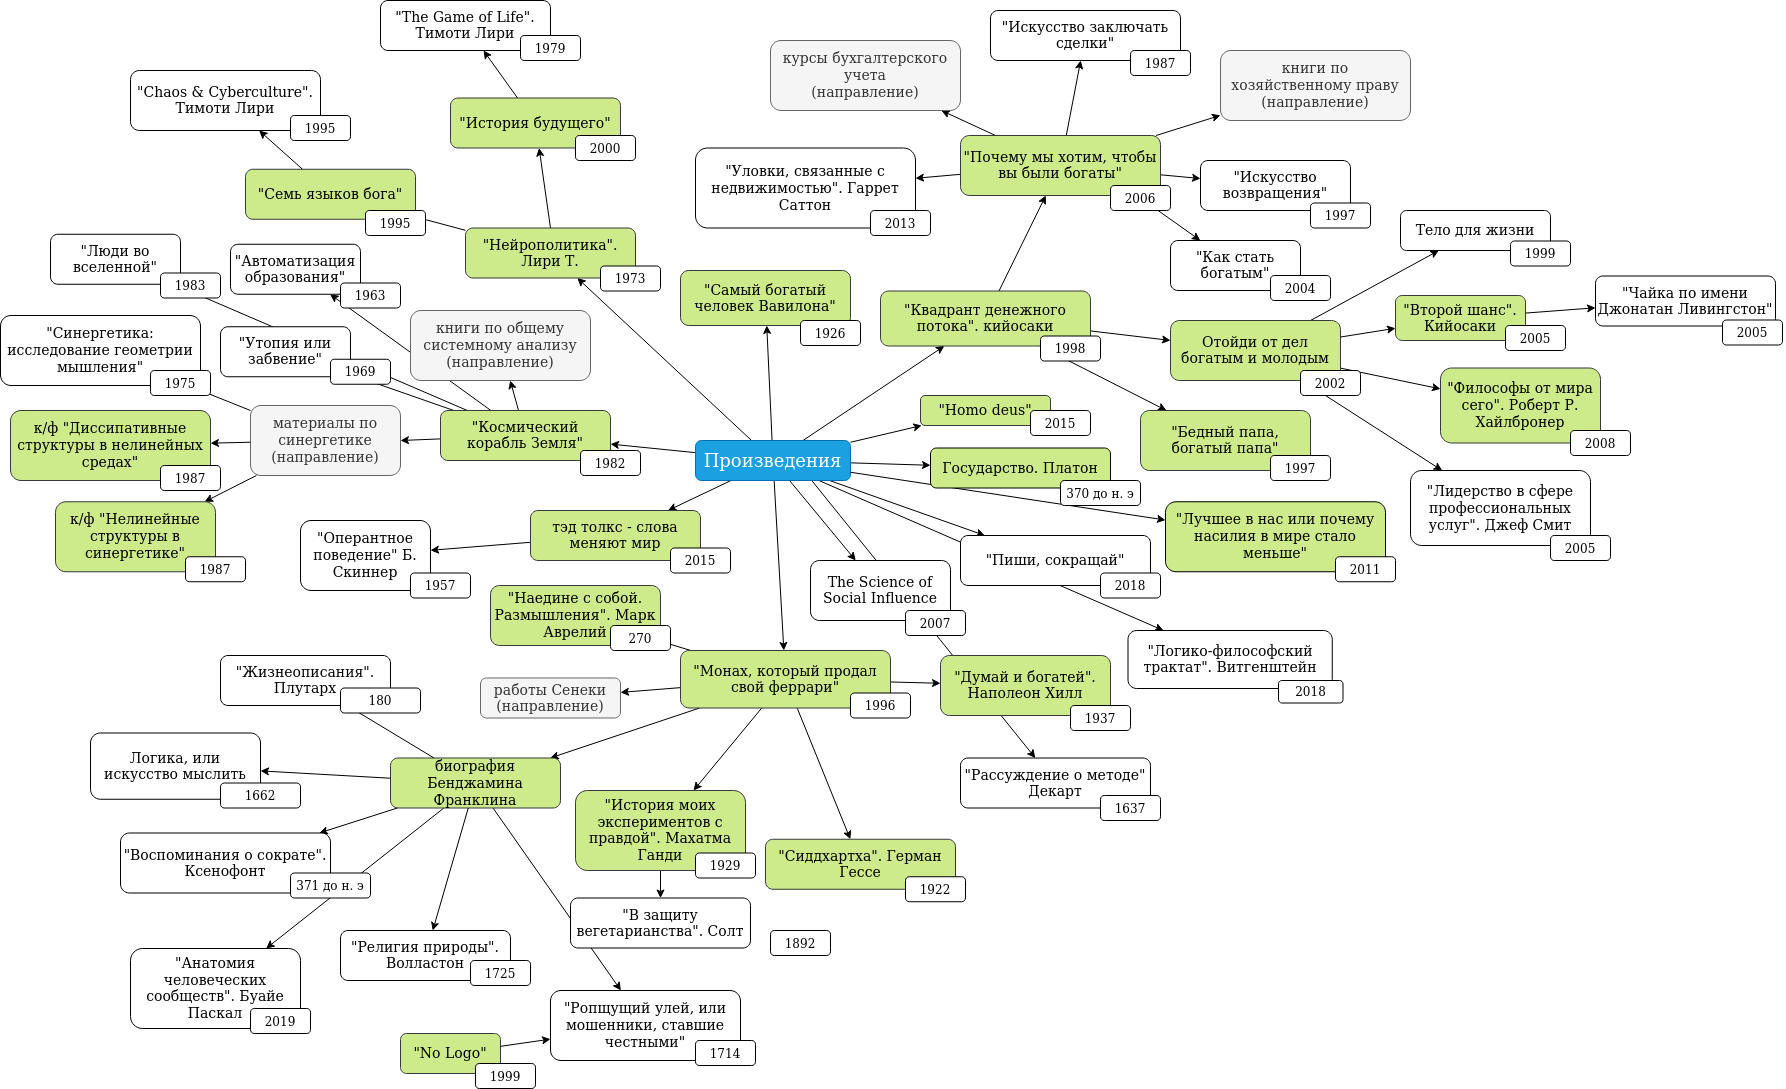 "The Game of Life".
Тимоти Лири
1979
"Искусство заключать
сделки"
1987
курсы бухгалтерского
учета
(направление)
книги по
хозяйственному праву
(направление)
"Chaos & Cyberculture".
Тимоти Лири
1995
"История будущего"
2000
"Почему мы хотим, чтобы
вы были богаты"
2006
"Уловки, связанные с
недвижимостью". Гаррет
Саттон
2013
"Искусство
возвращения"
1997
"Семь языков бога"
1995
"Нейрополитика".
Лири Т.
1973
"Как стать
богатым"
2004
Тело для жизни
1999
"Люди во
вселенной"
1983
"Автоматизация
образования"
1963
"Самый богатый
человек Вавилона"
1926
"Квадрант денежного
потока". кийосаки
1998
"Второй шанс".
Кийосаки
2005
"Чайка по имени
Джонатан Ливингстон"
2005
"Синергетика:
исследование геометрии
мышления"
1975
"Утопия или
забвение"
1969
книги по общему
системному анализу
(направление)
Отойди от дел
богатым и молодым
2002
"Философы от мира
сего". Роберт Р.
Хайлбронер
2008
к/ф "Диссипативные
структуры в нелинейных
средах"
1987
материалы по
синергетике
(направление)
"Космический
корабль Земля"
1982
Произведения
"Homo deus"
2015
"Бедный папа,
богатый папа"
1997
Государство. Платон
370 до н. э
"Лидерство в сфере
профессиональных
услуг". Джеф Смит
2005
к/ф "Нелинейные
структуры в
синергетике"
1987
"Оперантное
поведение" Б.
Скиннер
1957
тэд толкс - слова
меняют мир
2015
"Лучшее в нас или почему
насилия в мире стало
меньше"
2011
"Пиши, сокращай"
2018
The Science of
Social Influence
2007
"Наедине с собой.
Размышления". Марк
Аврелий
270
"Логико-философский
трактат". Витгенштейн
2018
"Жизнеописания".
Плутарх
180
работы Сенеки
(направление)
"Монах, который продал
свой феррари"
1996
"Думай и богатей".
Наполеон Хилл
1937
Логика, или
искусство мыслить
1662
биография
Бенджамина
Франклина
"Рассуждение о методе"
Декарт
1637
"История моих
экспериментов с
правдой". Махатма
Ганди
1929
"Сиддхартха". Герман
Гессе
1922
"Воспоминания о сократе".
Ксенофонт
371 до н. э
"В защиту
вегетарианства". Солт
1892
"Религия природы".
Волластон
1725
"Анатомия
человеческих
сообществ". Буайе
Паскал
2019
"Ропщущий улей, или
мошенники, ставшие
честными"
1714
"No Logo"
1999